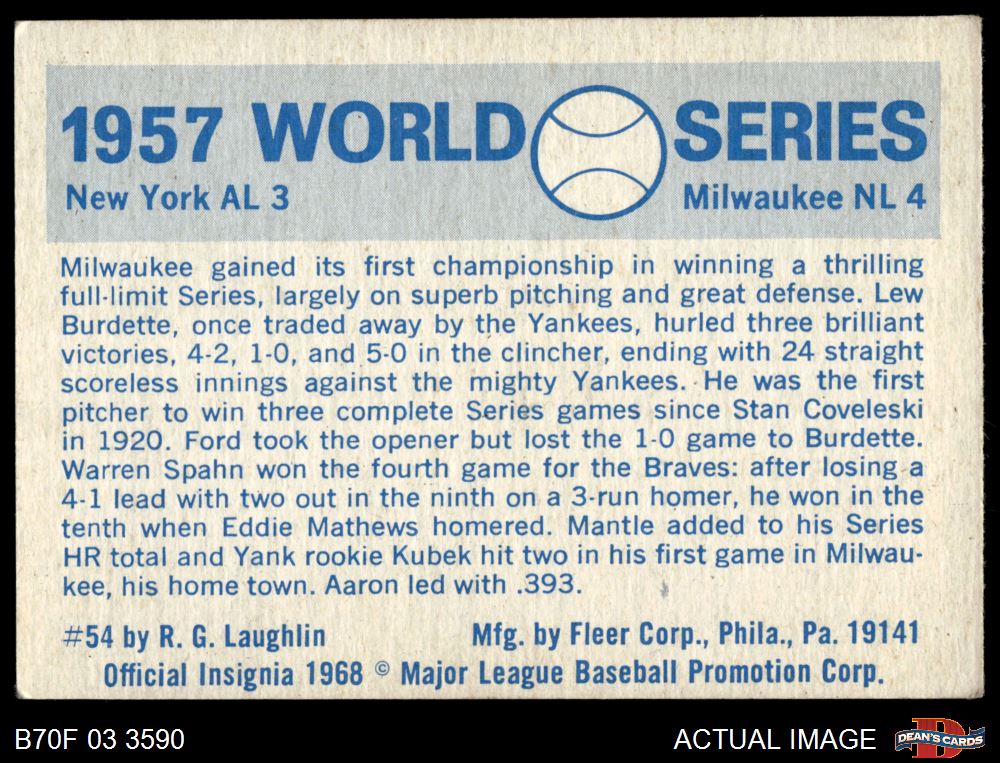 1957 WORLD SERIES
New York AL 3 Milwaukee NL 4
Milwaukee gained its first championship in winning a thrilling
full-limit Series, largely on superb pitching and great defense. Lew
Burdette, once traded away by the Yankees, hurled three brilliant
victories, 4-2, 1-0, and 5-0 in the clincher, ending with 24 straight
scoreless innings against the mighty Yankees. He was the first
pitcher to win three complete Series games since Stan Coveleski
in 1920. Ford took the opener but lost the 1-0 game to Burdette.
Warren Spahn won the fourth game for the Braves: after losing a
4-1 lead with two out in the ninth on a 3-run homer, he won in the
tenth when Eddie Mathews homered. Mantle added to his Series
HR total and Yank rookie Kubek hit two in his first game in Milwau-
kee, his home town. Aaron led with .393.
#54 by R. G. Laughlin Mfg. by Fleer Corp., Phila., Pa. 19141
Official Insignia 1968 © Major League Baseball Promotion Corp.
B70F 03 3590 ACTUAL IMAGE D DEAN'S CARDS